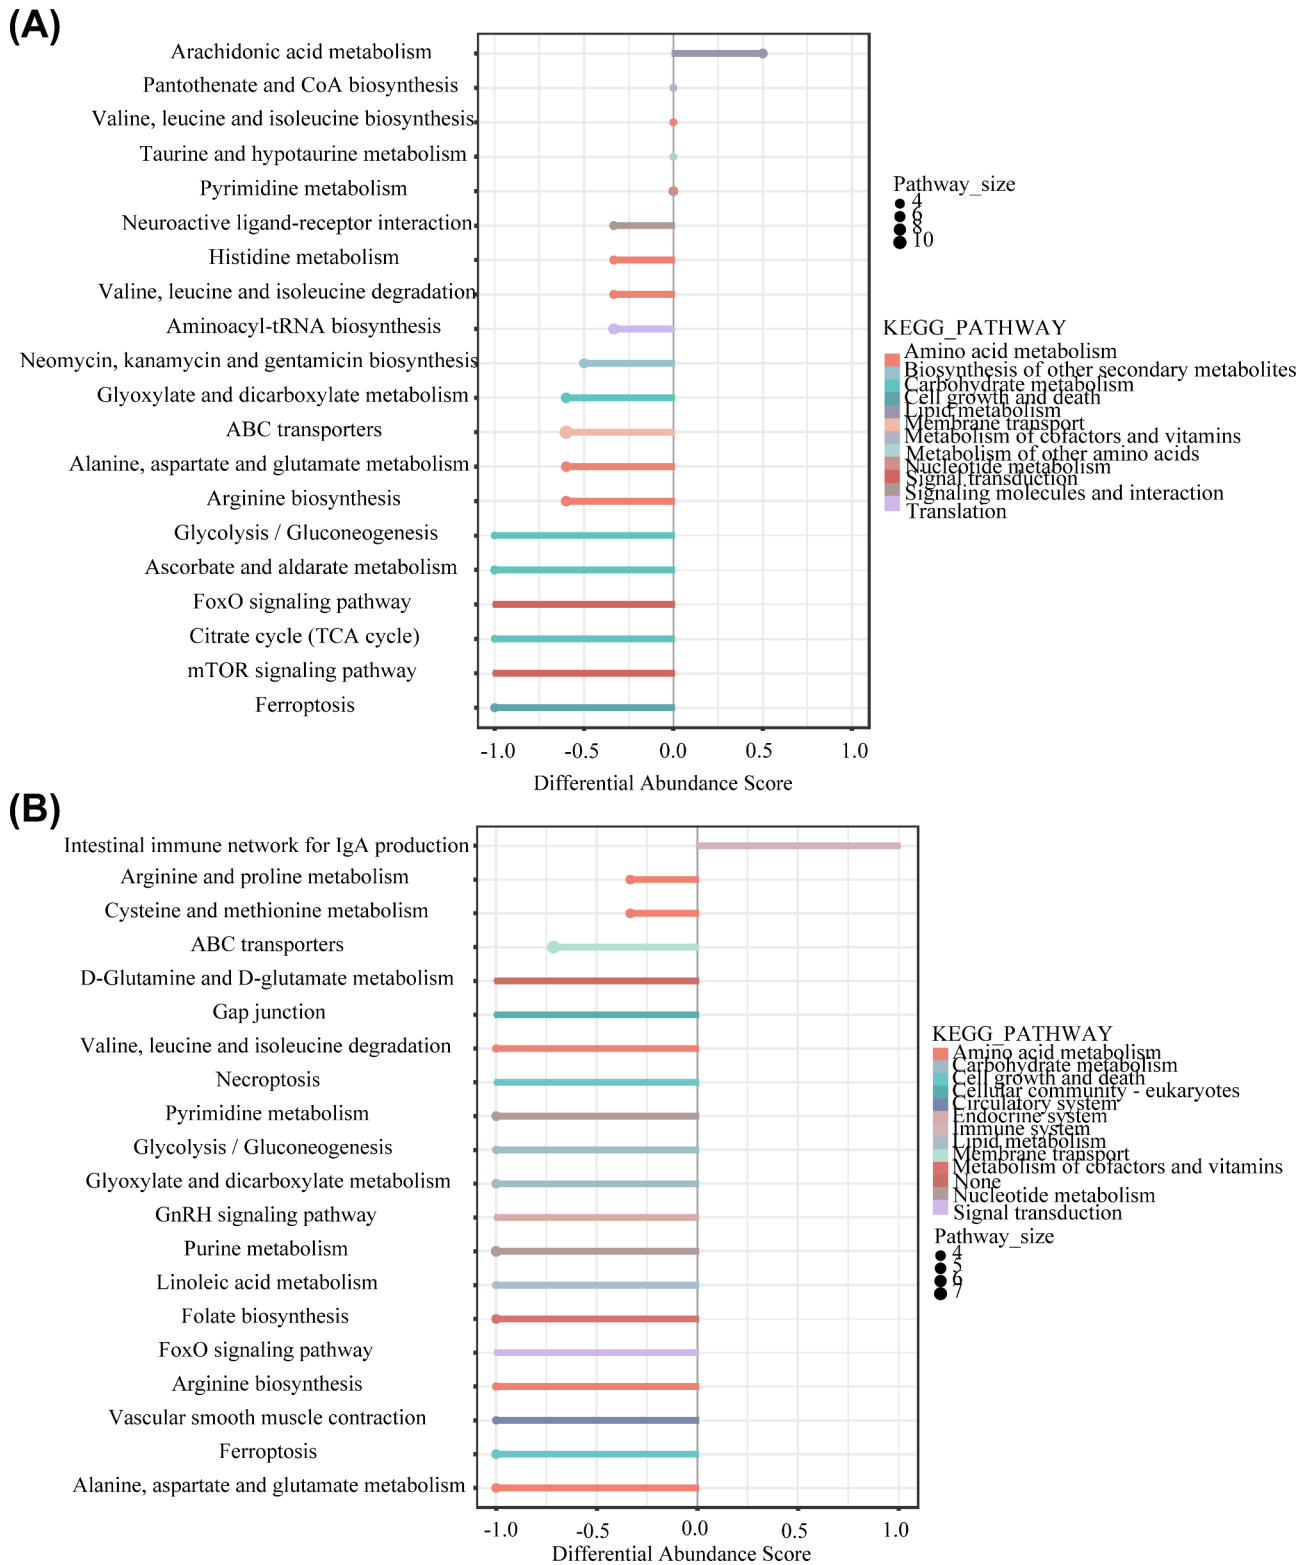 (A)
Arachidonic acid metabolism
Pantothenate and CoA biosynthesis
Valine, leucine and isoleucine biosynthesis
Taurine and hypotaurine metabolism
Pyrimidine metabolism
Neuroactive ligand-receptor interaction
Histidine metabolism
Valine, leucine and isoleucine degradation
Aminoacyl-tRNA biosynthesis
Neomycin, kanamycin and gentamicin biosynthesis
Glyoxylate and dicarboxylate metabolism
ABC transporters
Alanine, aspartate and glutamate metabolism
Arginine biosynthesis
Glycolysis / Gluconeogenesis
Ascorbate and aldarate metabolism
FoxO signaling pathway
Citrate cycle (TCA cycle)
mTOR signaling pathway
Ferroptosis
-1.0 -0.5 0.0 0.5 1.0
Differential Abundance Score
Pathway_size
4
6
8
10
KEGG_PATHWAY
Amino acid metabolism
Biosynthesis of other secondary metabolites
Carbohydrate metabolism
Cell growth and death
Lipid metabolism
Membrane transport
Metabolism of cofactors and vitamins
Metabolism of other amino acids
Nucleotide metabolism
Signal transduction
Signaling molecules and interaction
Translation
(B)
Intestinal immune network for IgA production
Arginine and proline metabolism
Cysteine and methionine metabolism
ABC transporters
D-Glutamine and D-glutamate metabolism
Gap junction
Valine, leucine and isoleucine degradation
Necroptosis
Pyrimidine metabolism
Glycolysis / Gluconeogenesis
Glyoxylate and dicarboxylate metabolism
GnRH signaling pathway
Purine metabolism
Linoleic acid metabolism
Folate biosynthesis
FoxO signaling pathway
Arginine biosynthesis
Vascular smooth muscle contraction
Ferroptosis
Alanine, aspartate and glutamate metabolism
-1.0 -0.5 0.0 0.5 1.0
Differential Abundance Score
KEGG_PATHWAY
Amino acid metabolism
Carbohydrate metabolism
Cell growth and death
Cellular community - eukaryotes
Circulatory system
Endocrine system
Immune system
Lipid metabolism
Membrane transport
Metabolism of cofactors and vitamins
None
Nucleotide metabolism
Signal transduction
Pathway_size
4
5
6
7